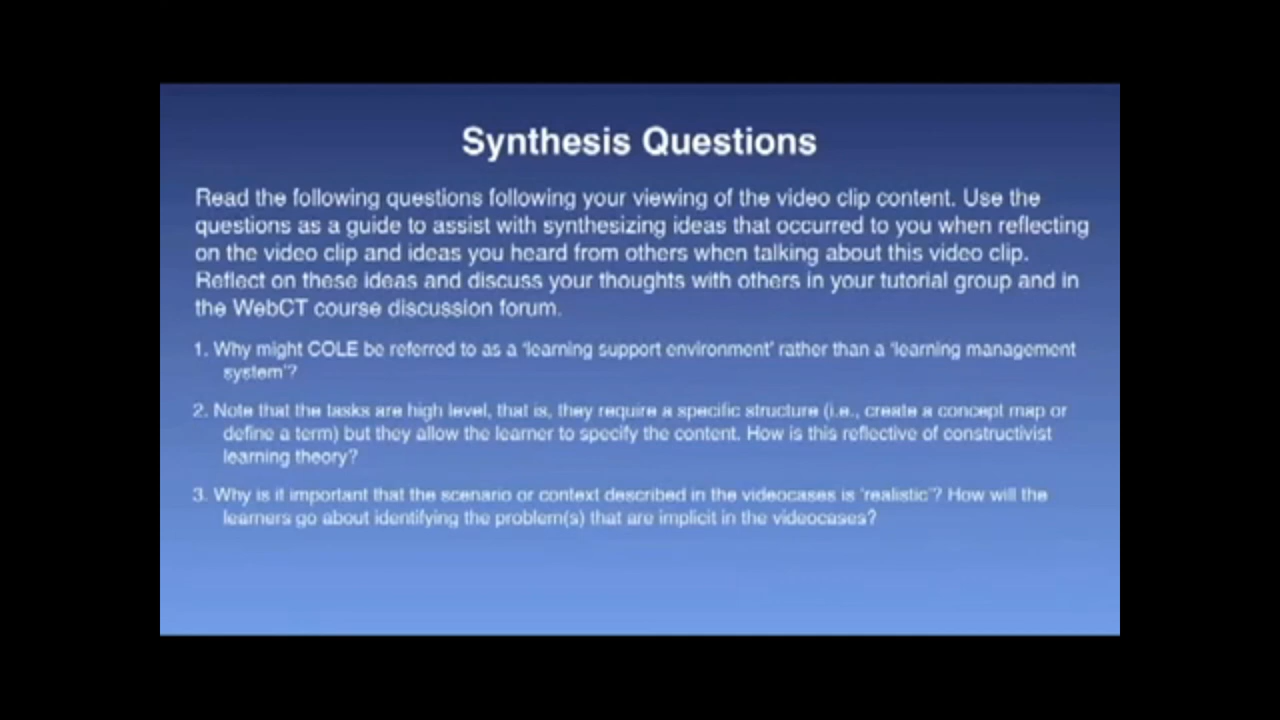 Synthesis Questions
Read the following questions following your viewing of the video clip content. Use the
questions as a guide to assist with synthesizing ideas that occurred to you when reflecting
on the video clip and ideas you heard from others when talking about this video clip.
Reflect on these ideas and discuss your thoughts with others in your tutorial group and in
the WebCT course discussion forum.
1. Why might COLE be referred to as a 'learning support environment' rather than a 'learning management
system'?
2. Note that the tasks are high level, that is, they require a specific structure (i.e., create a concept map or
define a term) but they allow the learner to specify the content. How is this reflective of constructivist
learning theory?
3. Why is it important that the scenario or context described in the videocases is 'realistic'? How will the
learners go about identifying the problem(s) that are implicit in the videocases?